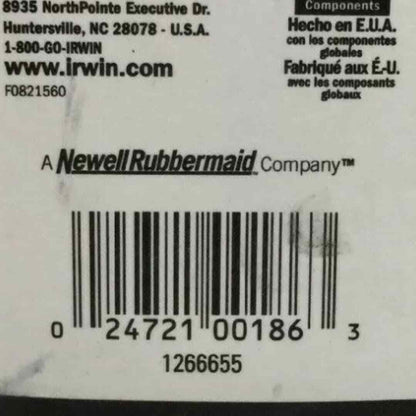 8935 NorthPointe Executive Dr.
Huntersville, NC 28078 - U.S.A.
1-800-GO-IRWIN
www.irwin.com
F0821560
Components
Hecho en E.U.A.
con los componentes
globales
Fabriqué aux É.-U.
avec les composants
globaux
A NewellRubbermaid Company™
0 24721 00186 3
1266655